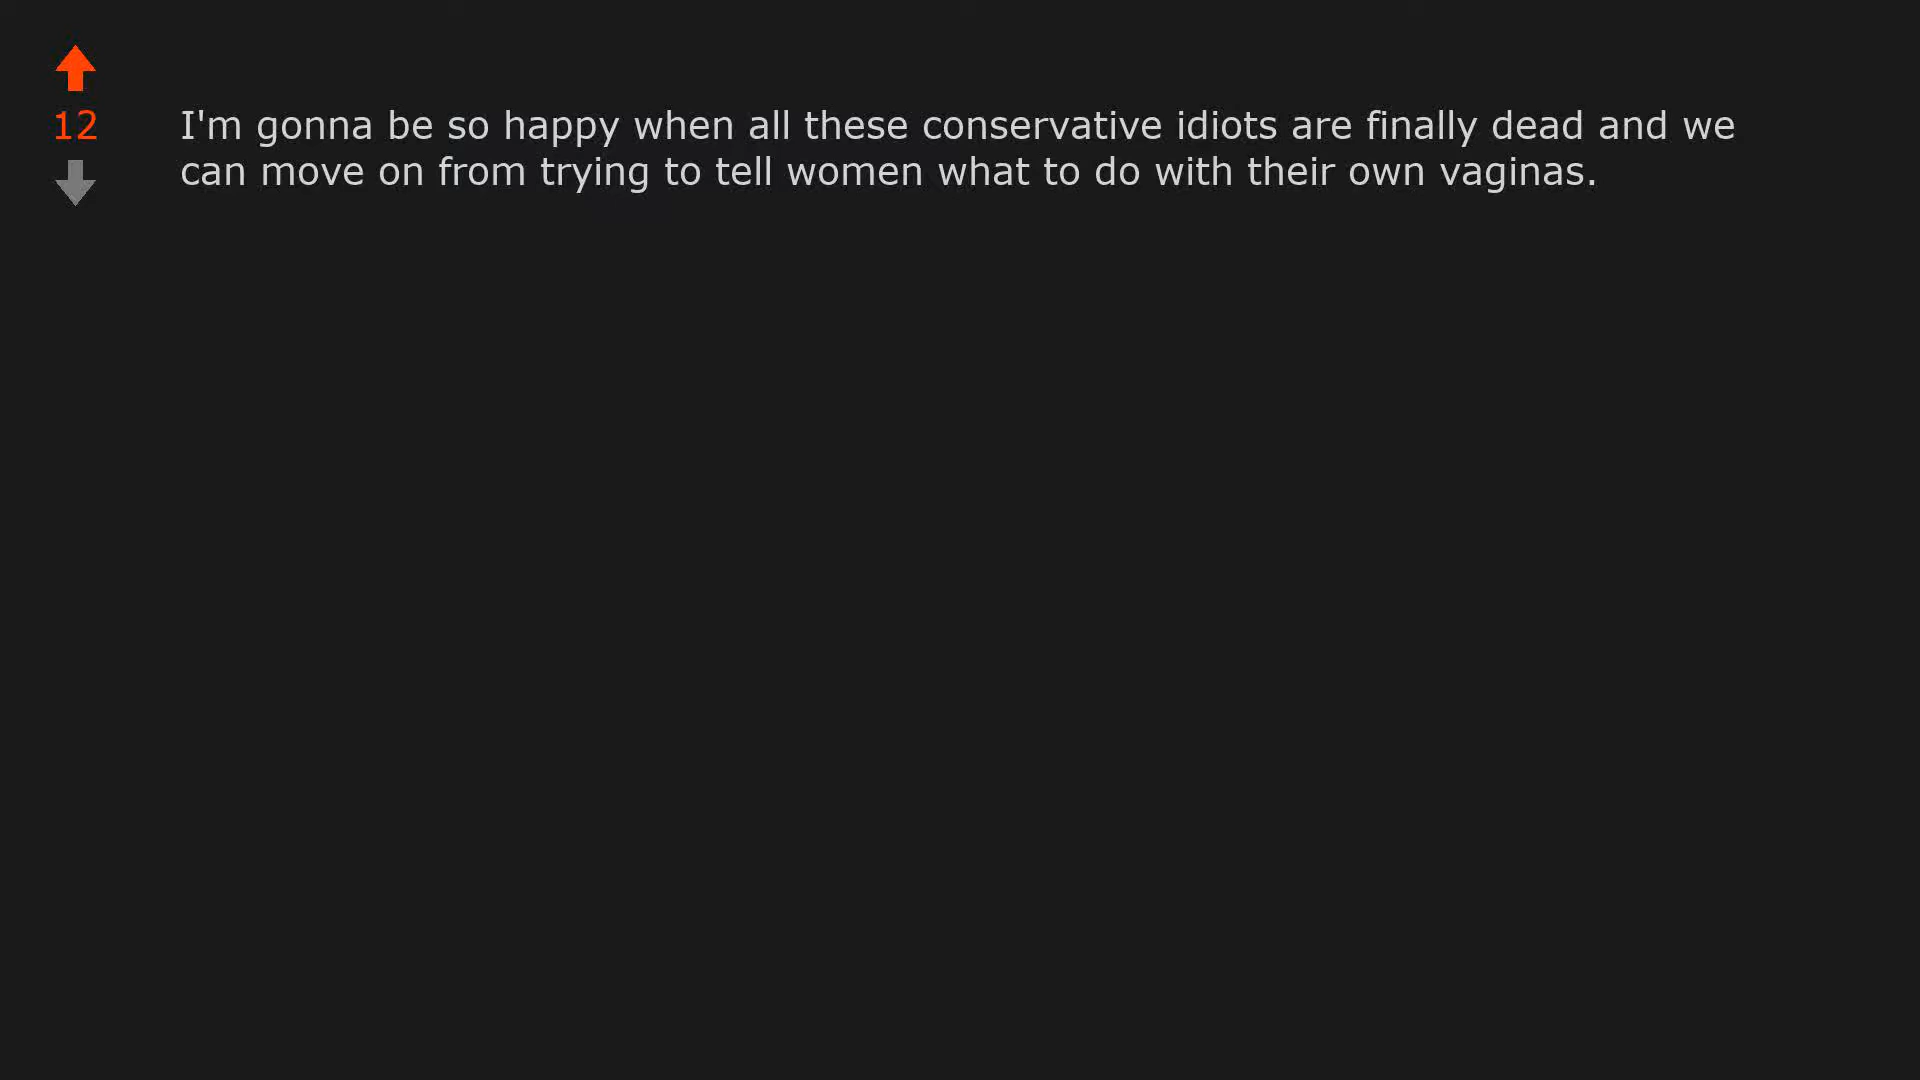 12
I'm gonna be so happy when all these conservative idiots are finally dead and we
can move on from trying to tell women what to do with their own vaginas.